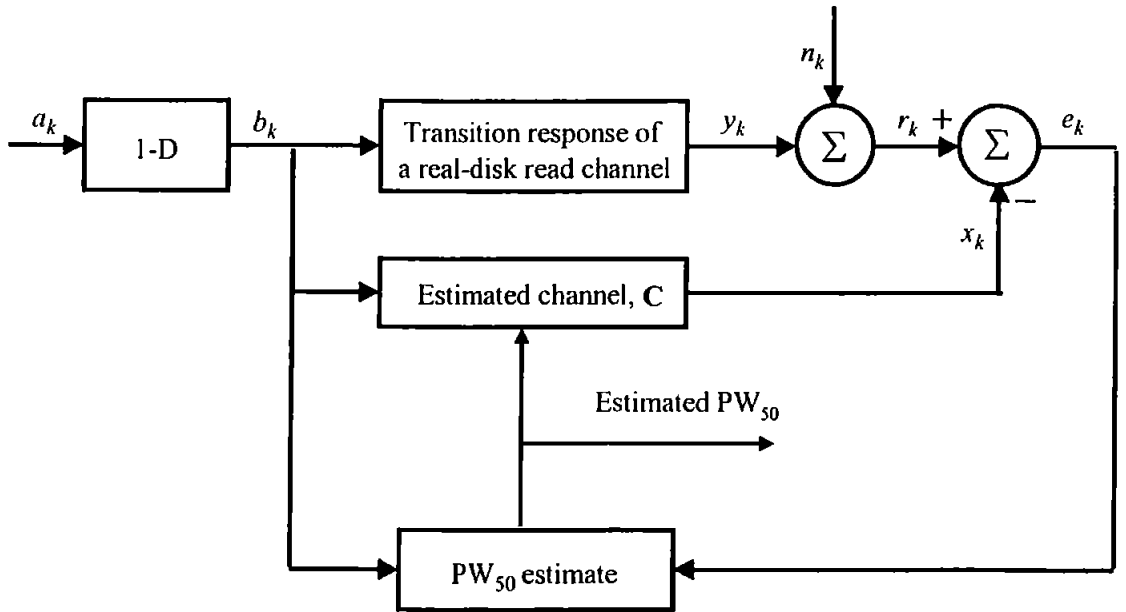 n_k
a_k
1-D
b_k
Transition response of
a real-disk read channel
y_k
Σ
r_k
+
Σ
e_k
−
x_k
Estimated channel, C
Estimated PW_50
PW_50 estimate